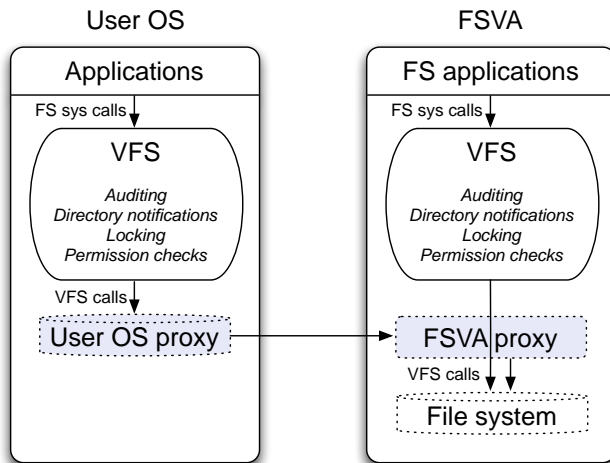 User OS
Applications
FS sys calls
VFS
Auditing
Directory notifications
Locking
Permission checks
VFS calls
User OS proxy
FSVA
FS applications
FS sys calls
VFS
Auditing
Directory notifications
Locking
Permission checks
FSVA proxy
VFS calls
File system